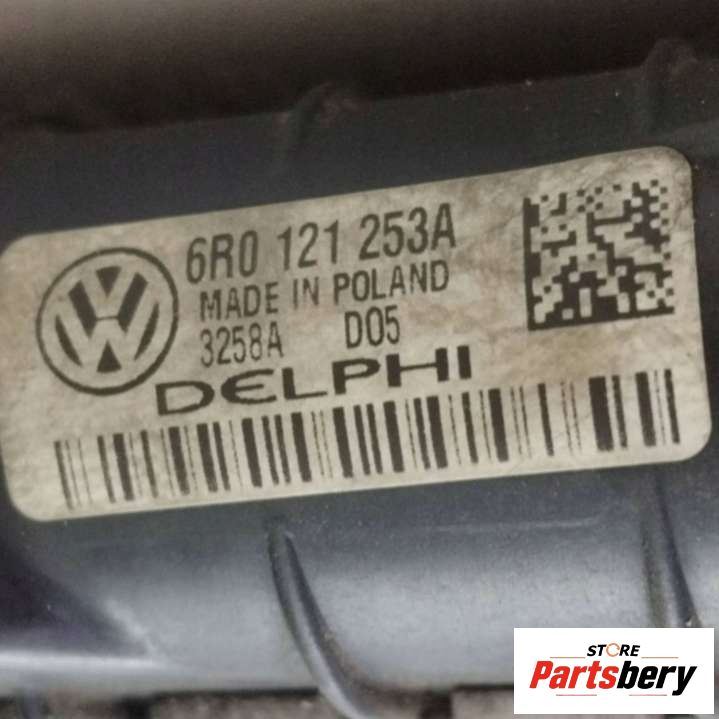 6R0 121 253A
MADE IN POLAND
3258A D05
DELPHI
STORE
Partsbery